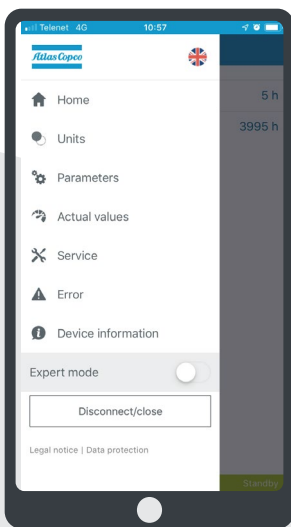 Telenet 4G 10:57
Atlas Copco
Home
5 h
Units
3995 h
Parameters
Actual values
Service
Error
Device information
Expert mode
Disconnect/close
Legal notice | Data protection
Standby